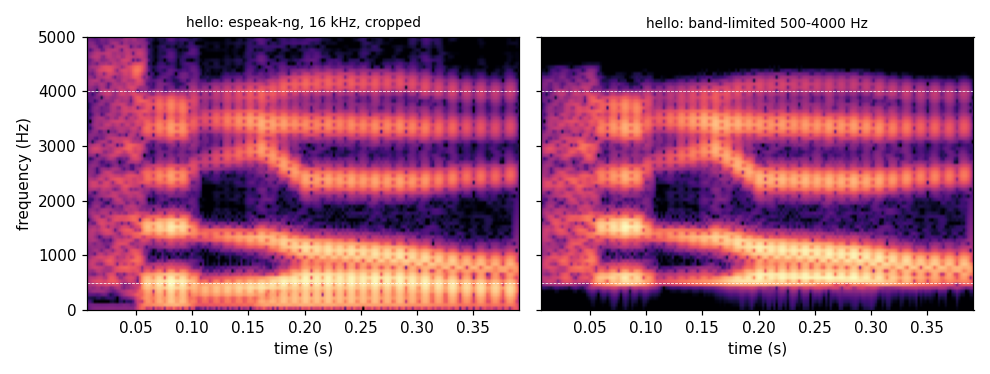 hello: espeak-ng, 16 kHz, cropped
hello: band-limited 500-4000 Hz
5000
4000
3000
2000
1000
0
frequency (Hz)
0.05 0.10 0.15 0.20 0.25 0.30 0.35
0.05 0.10 0.15 0.20 0.25 0.30 0.35
time (s)
time (s)